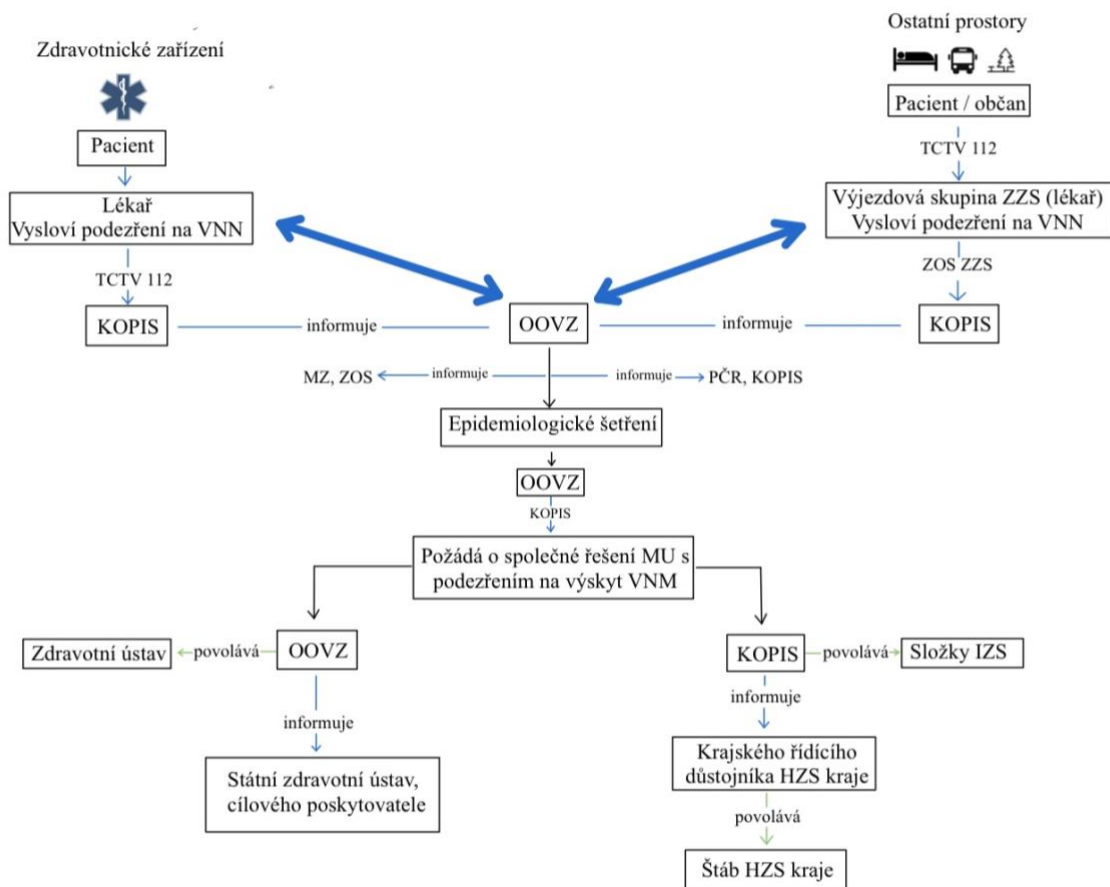 Zdravotnické zařízení
Ostatní prostory
Pacient
Pacient / občan
TCTV 112
Lékař
Vysloví podezření na VNN
Výjezdová skupina ZZS (lékař)
Vysloví podezření na VNN
TCTV 112
ZOS ZZS
KOPIS
informuje
OOVZ
informuje
KOPIS
MZ, ZOS
informuje
informuje
PČR, KOPIS
Epidemiologické šetření
OOVZ
KOPIS
Požádá o společné řešení MU s
podezřením na výskyt VNM
Zdravotní ústav
povolává
OOVZ
KOPIS
povolává
Složky IZS
informuje
informuje
Státní zdravotní ústav,
cílového poskytovatele
Krajského řídícího
důstojníka HZS kraje
povolává
Štáb HZS kraje